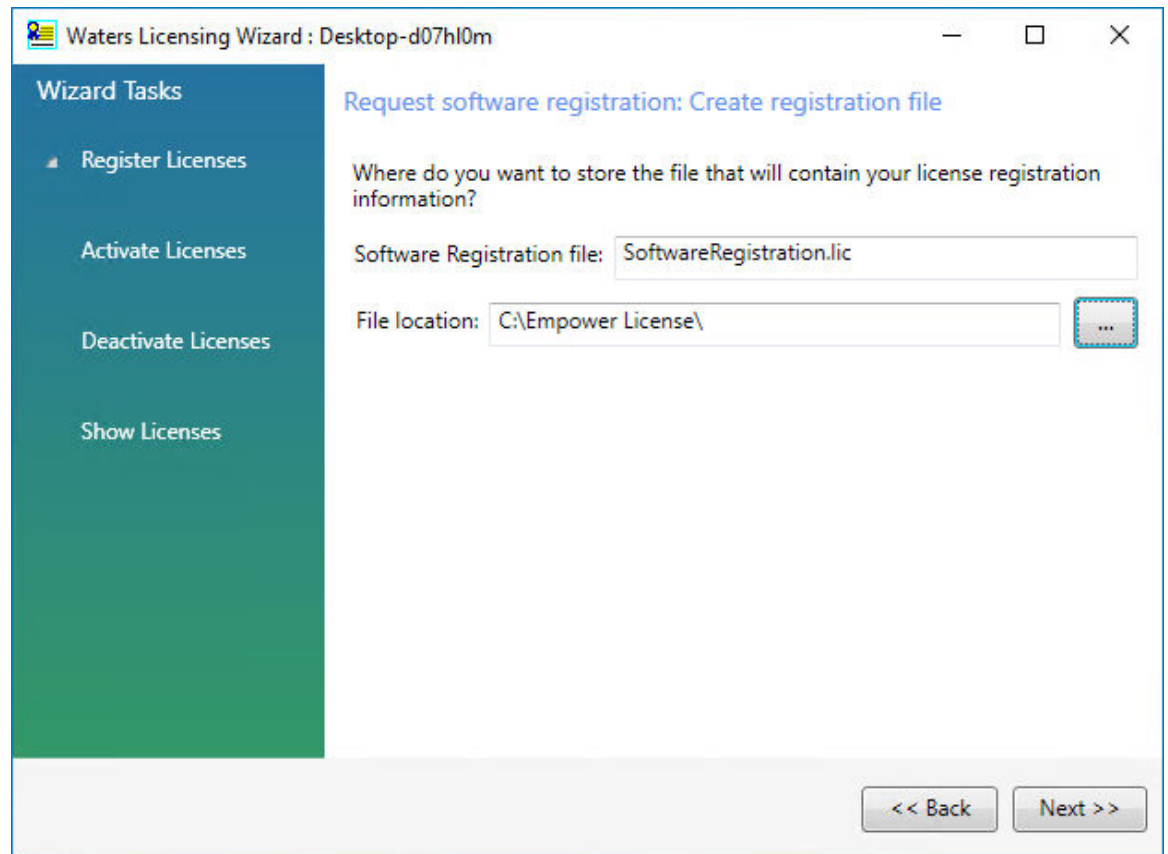 Waters Licensing Wizard : Desktop-d07hl0m
Wizard Tasks
Register Licenses
Activate Licenses
Deactivate Licenses
Show Licenses
Request software registration: Create registration file
Where do you want to store the file that will contain your license registration
information?
Software Registration file: SoftwareRegistration.lic
File location: C:\Empower License\
...
<< Back Next >>